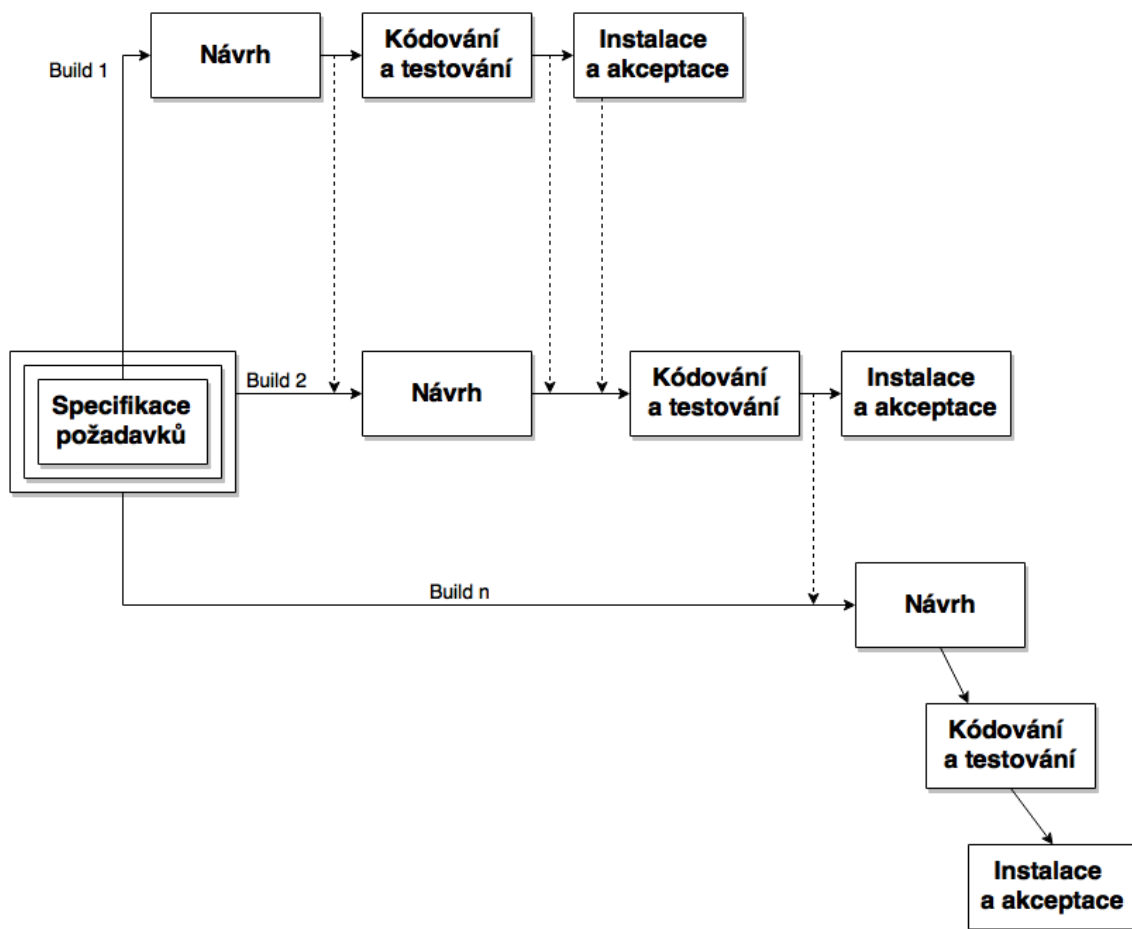 Build 1
Návrh
Kódování
a testování
Instalace
a akceptace
Specifikace
požadavků
Build 2
Návrh
Kódování
a testování
Instalace
a akceptace
Build n
Návrh
Kódování
a testování
Instalace
a akceptace